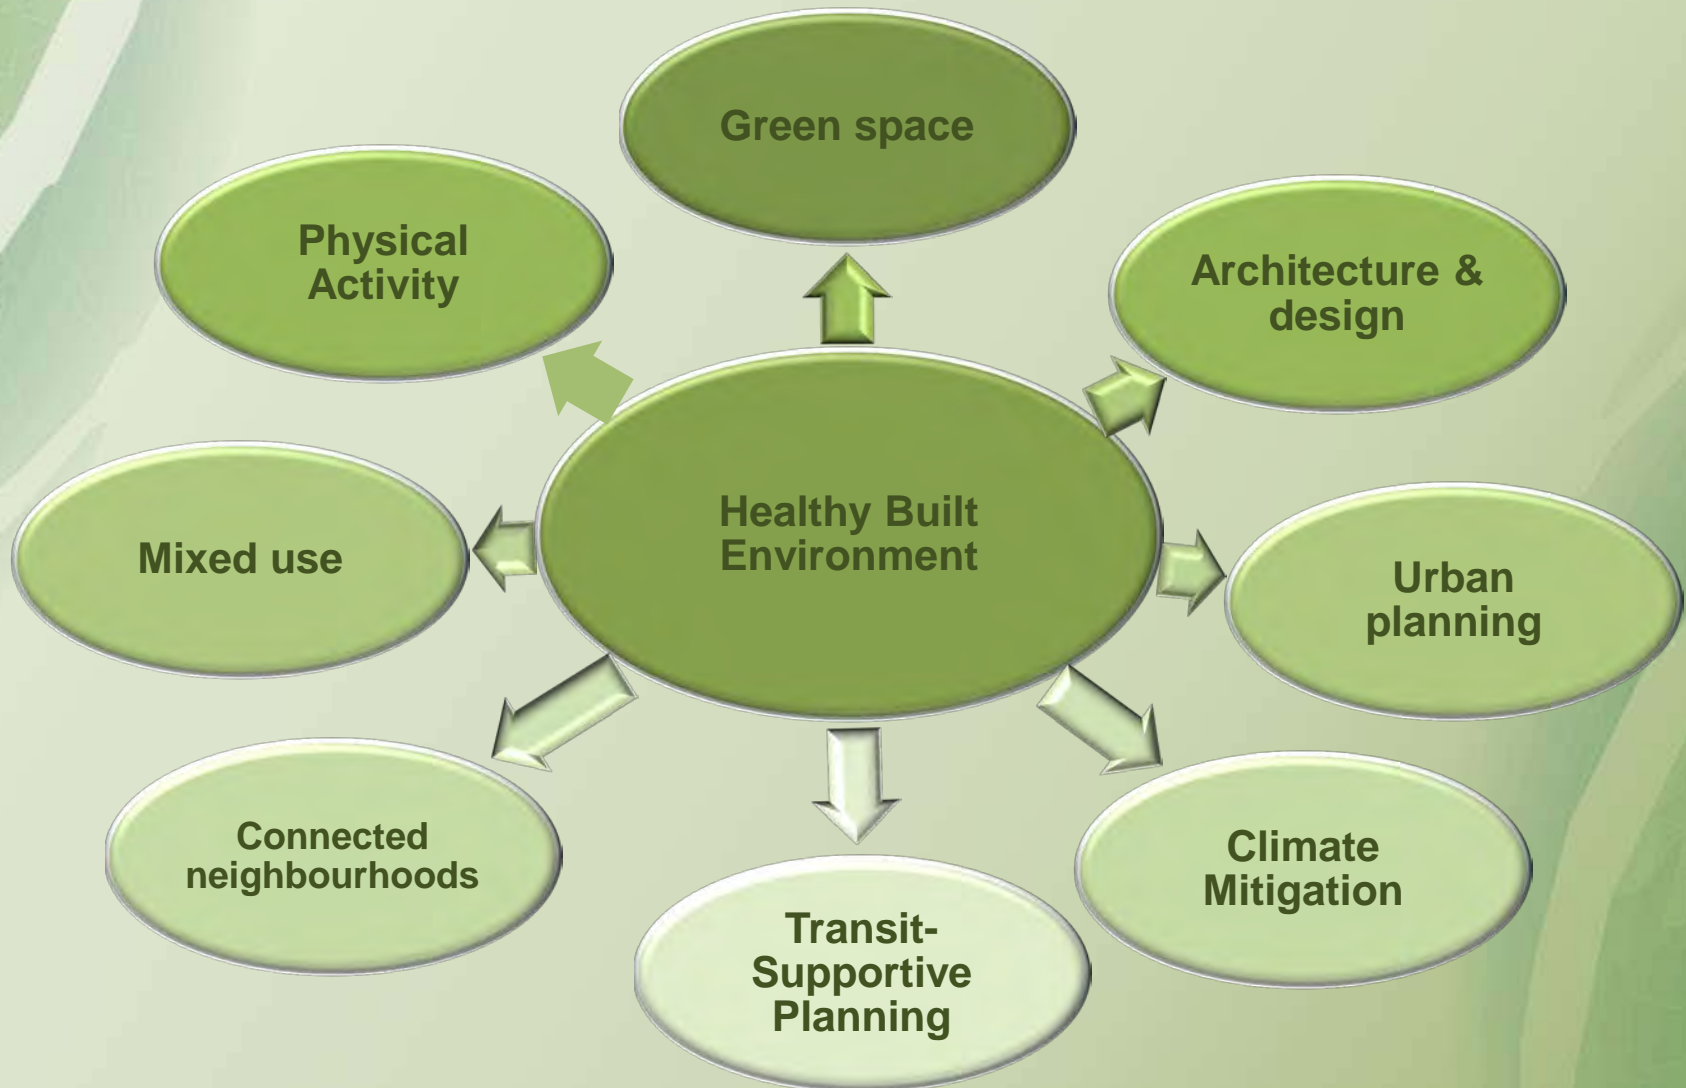 Green space
Physical
Activity
Architecture &
design
Healthy Built
Environment
Mixed use
Urban
planning
Connected
neighbourhoods
Climate
Mitigation
Transit-
Supportive
Planning